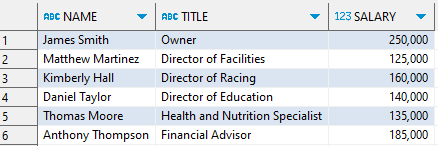 ABC NAME ABC TITLE 123 SALARY
1 James Smith Owner 250,000
2 Matthew Martinez Director of Facilities 125,000
3 Kimberly Hall Director of Racing 160,000
4 Daniel Taylor Director of Education 140,000
5 Thomas Moore Health and Nutrition Specialist 135,000
6 Anthony Thompson Financial Advisor 185,000